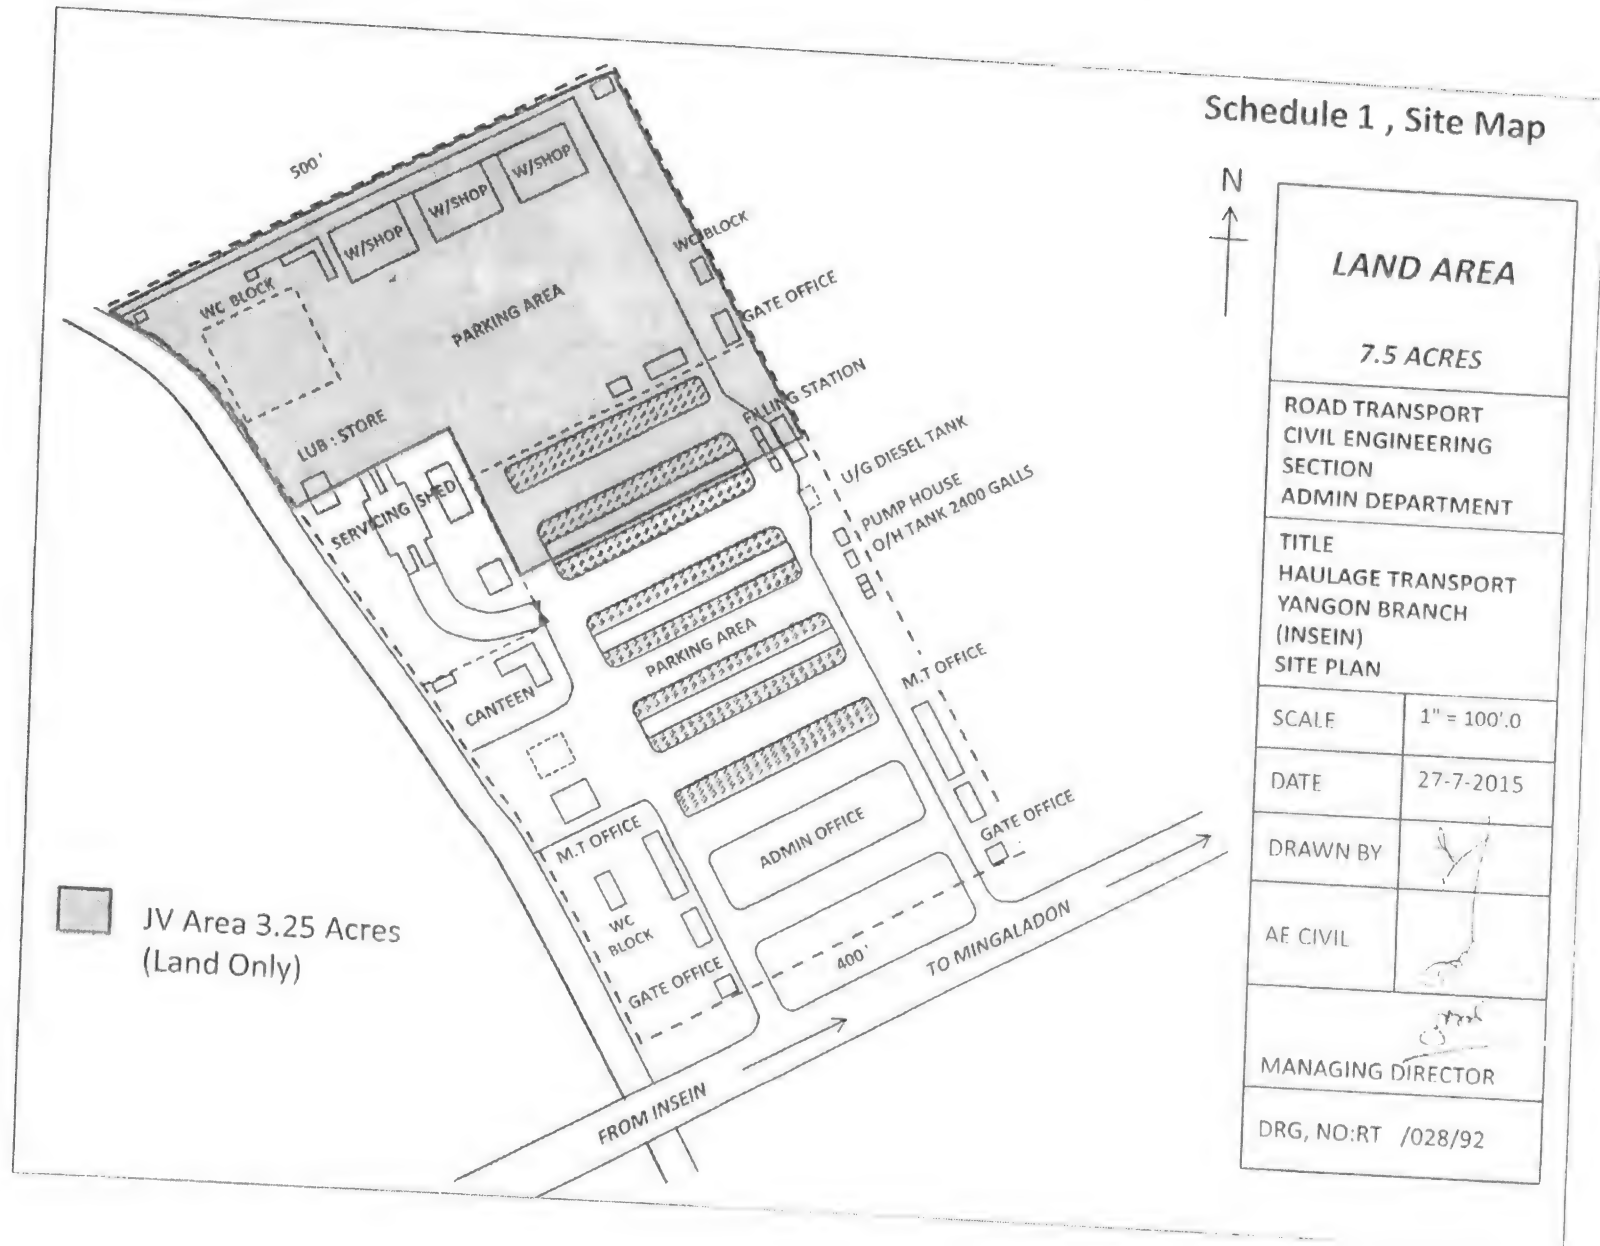 Schedule 1 , Site Map
N
500'
W/SHOP
W/SHOP
W/SHOP
WC BLOCK
WC BLOCK
PARKING AREA
GATE OFFICE
FILLING STATION
LUB : STORE
U/G DIESEL TANK
SERVICING SHED
PUMP HOUSE
O/H TANK 2400 GALLS
PARKING AREA
M.T OFFICE
CANTEEN
M.T OFFICE
ADMIN OFFICE
GATE OFFICE
WC
BLOCK
GATE OFFICE
400'
TO MINGALADON
FROM INSEIN
JV Area 3.25 Acres
(Land Only)
LAND AREA
7.5 ACRES
ROAD TRANSPORT
CIVIL ENGINEERING
SECTION
ADMIN DEPARTMENT
TITLE
HAULAGE TRANSPORT
YANGON BRANCH
(INSEIN)
SITE PLAN
SCALE 1" = 100'.0
DATE 27-7-2015
DRAWN BY
AE CIVIL
MANAGING DIRECTOR
DRG, NO:RT /028/92